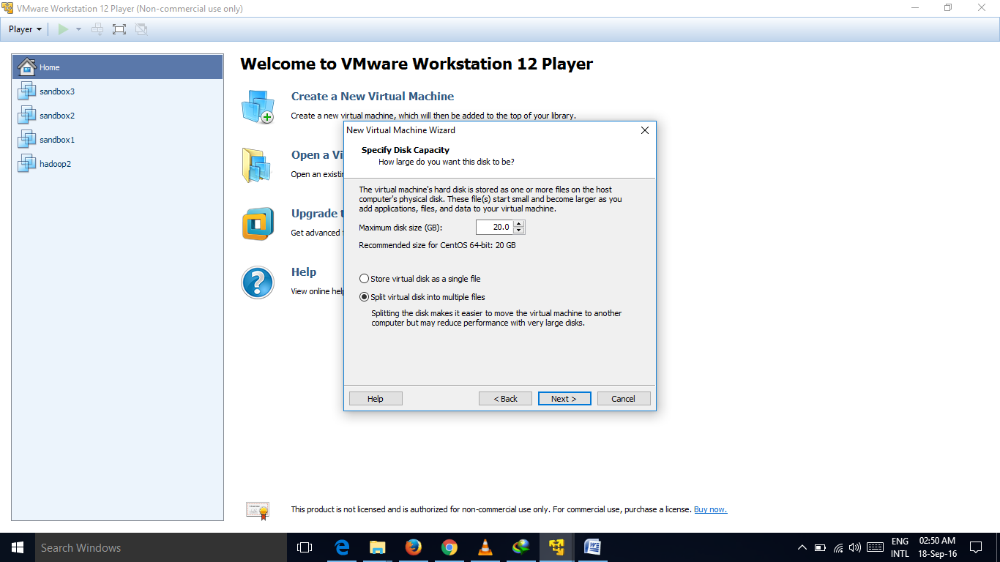 VMware Workstation 12 Player (Non-commercial use only)
Player
Home
sandbox3
sandbox2
sandbox1
hadoop2
Welcome to VMware Workstation 12 Player
Create a New Virtual Machine
Create a new virtual machine, which will then be added to the top of your library.
Open a Vi
Open an existin
Upgrade t
Get advanced
Help
View online help
New Virtual Machine Wizard
Specify Disk Capacity
How large do you want this disk to be?
The virtual machine's hard disk is stored as one or more files on the host
computer's physical disk. These file(s) start small and become larger as you
add applications, files, and data to your virtual machine.
Maximum disk size (GB): 20.0
Recommended size for CentOS 64-bit: 20 GB
Store virtual disk as a single file
Split virtual disk into multiple files
Splitting the disk makes it easier to move the virtual machine to another
computer but may reduce performance with very large disks.
Help < Back Next > Cancel
This product is not licensed and is authorized for non-commercial use only. For commercial use, purchase a license. Buy now.
Search Windows
ENG 02:50 AM
INTL 18-Sep-16